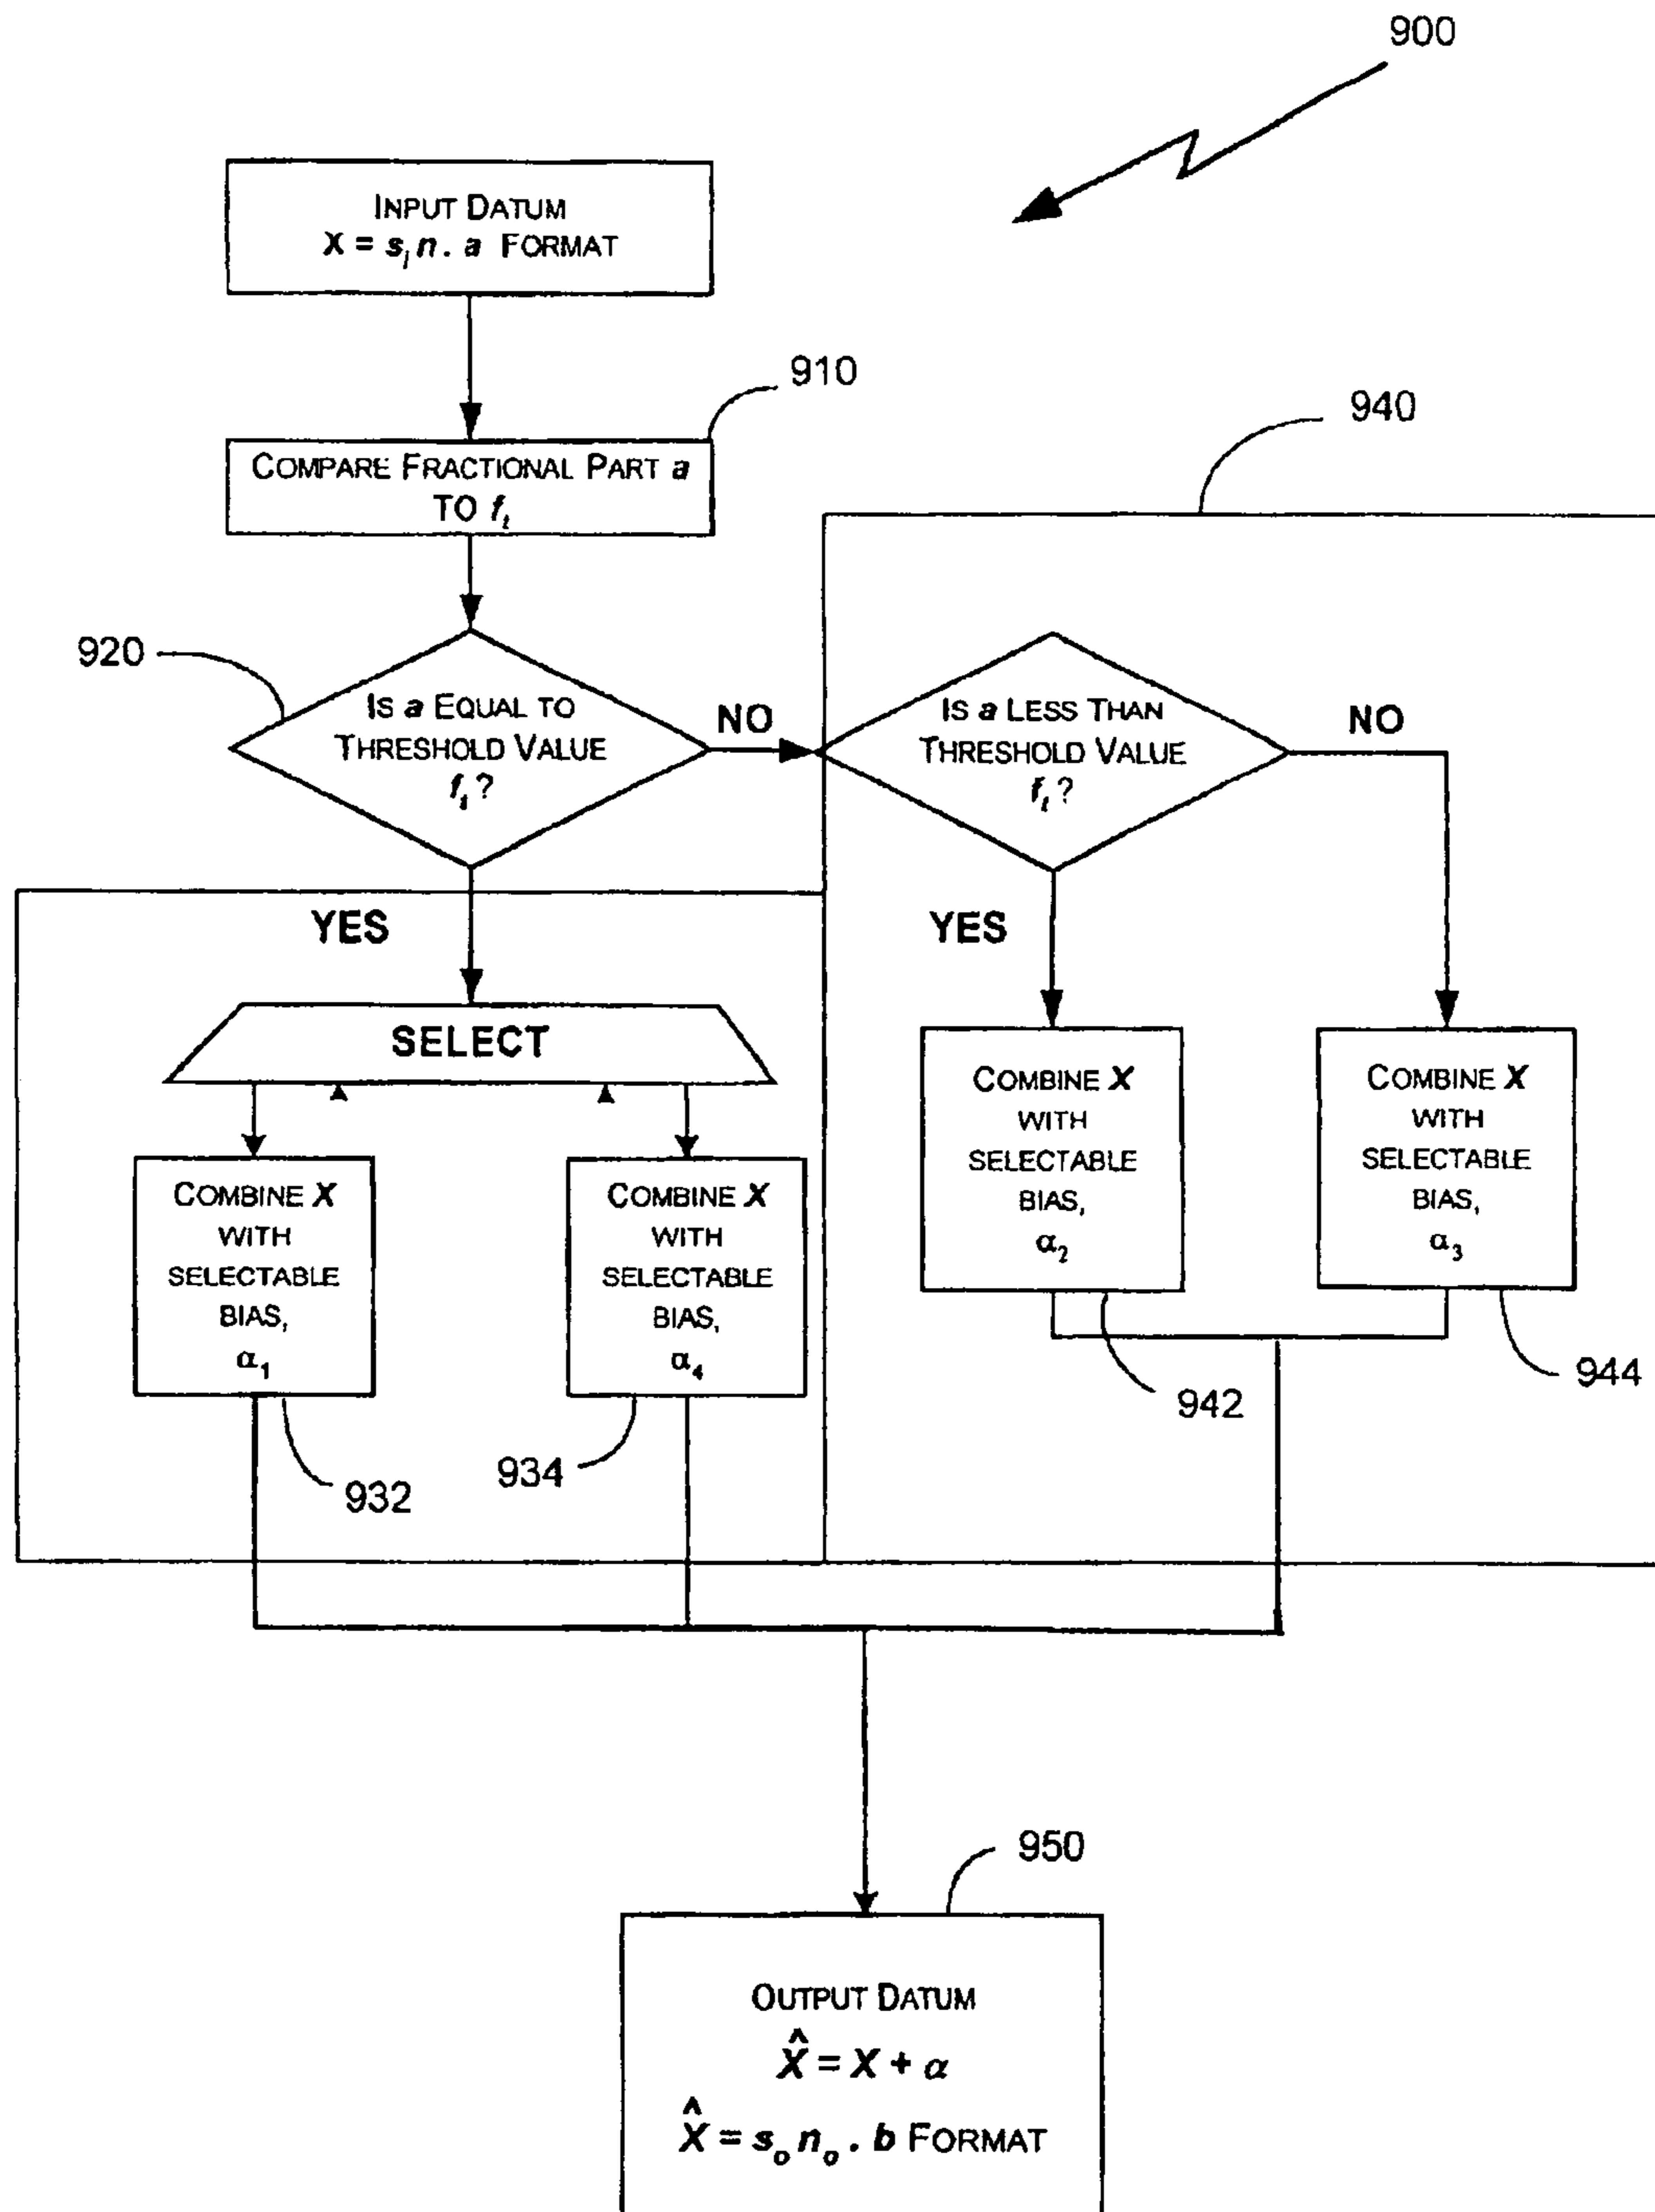 900
INPUT DATUM
X = s_i n . a FORMAT
910
COMPARE FRACTIONAL PART a
TO f_t
940
920
IS a EQUAL TO
THRESHOLD VALUE
f_t ?
NO
IS a LESS THAN
THRESHOLD VALUE
f_t ?
NO
YES
YES
SELECT
COMBINE X
WITH
SELECTABLE
BIAS,
α_1
COMBINE X
WITH
SELECTABLE
BIAS,
α_4
COMBINE X
WITH
SELECTABLE
BIAS,
α_2
COMBINE X
WITH
SELECTABLE
BIAS,
α_3
932
934
942
944
950
OUTPUT DATUM
X̂ = X + α
X̂ = s_o n_o . b FORMAT